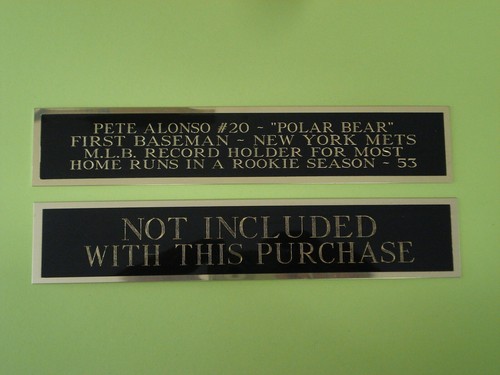 PETE ALONSO #20 - "POLAR BEAR"
FIRST BASEMAN - NEW YORK METS
M.L.B. RECORD HOLDER FOR MOST
HOME RUNS IN A ROOKIE SEASON - 53
NOT INCLUDED
WITH THIS PURCHASE